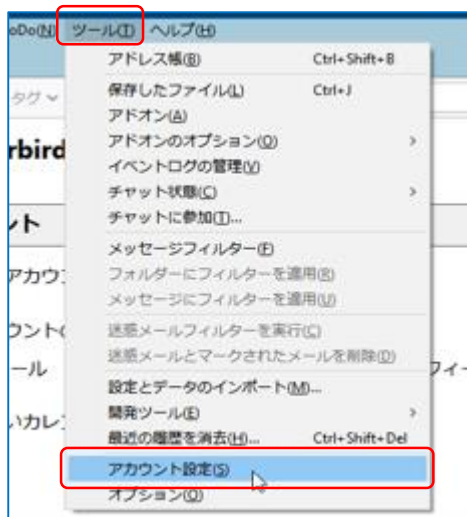 oDo(N) ツール(T) ヘルプ(H)
アドレス帳(B) Ctrl+Shift+B
タグ
保存したファイル(L) Ctrl+J
アドオン(A)
rbird
アドオンのオプション(O)
イベントログの管理(V)
チャット状態(C)
チャットに参加(I)...
ント
メッセージフィルター(F)
アカウ
フォルダーにフィルターを適用(R)
メッセージにフィルターを適用(U)
ウント(
迷惑メールフィルターを実行(C)
迷惑メールとマークされたメールを削除(D)
ール
フィー
設定とデータのインポート(M)...
開発ツール(E)
いカレ
最近の履歴を消去(H)... Ctrl+Shift+Del
アカウント設定(S)
オプション(O)